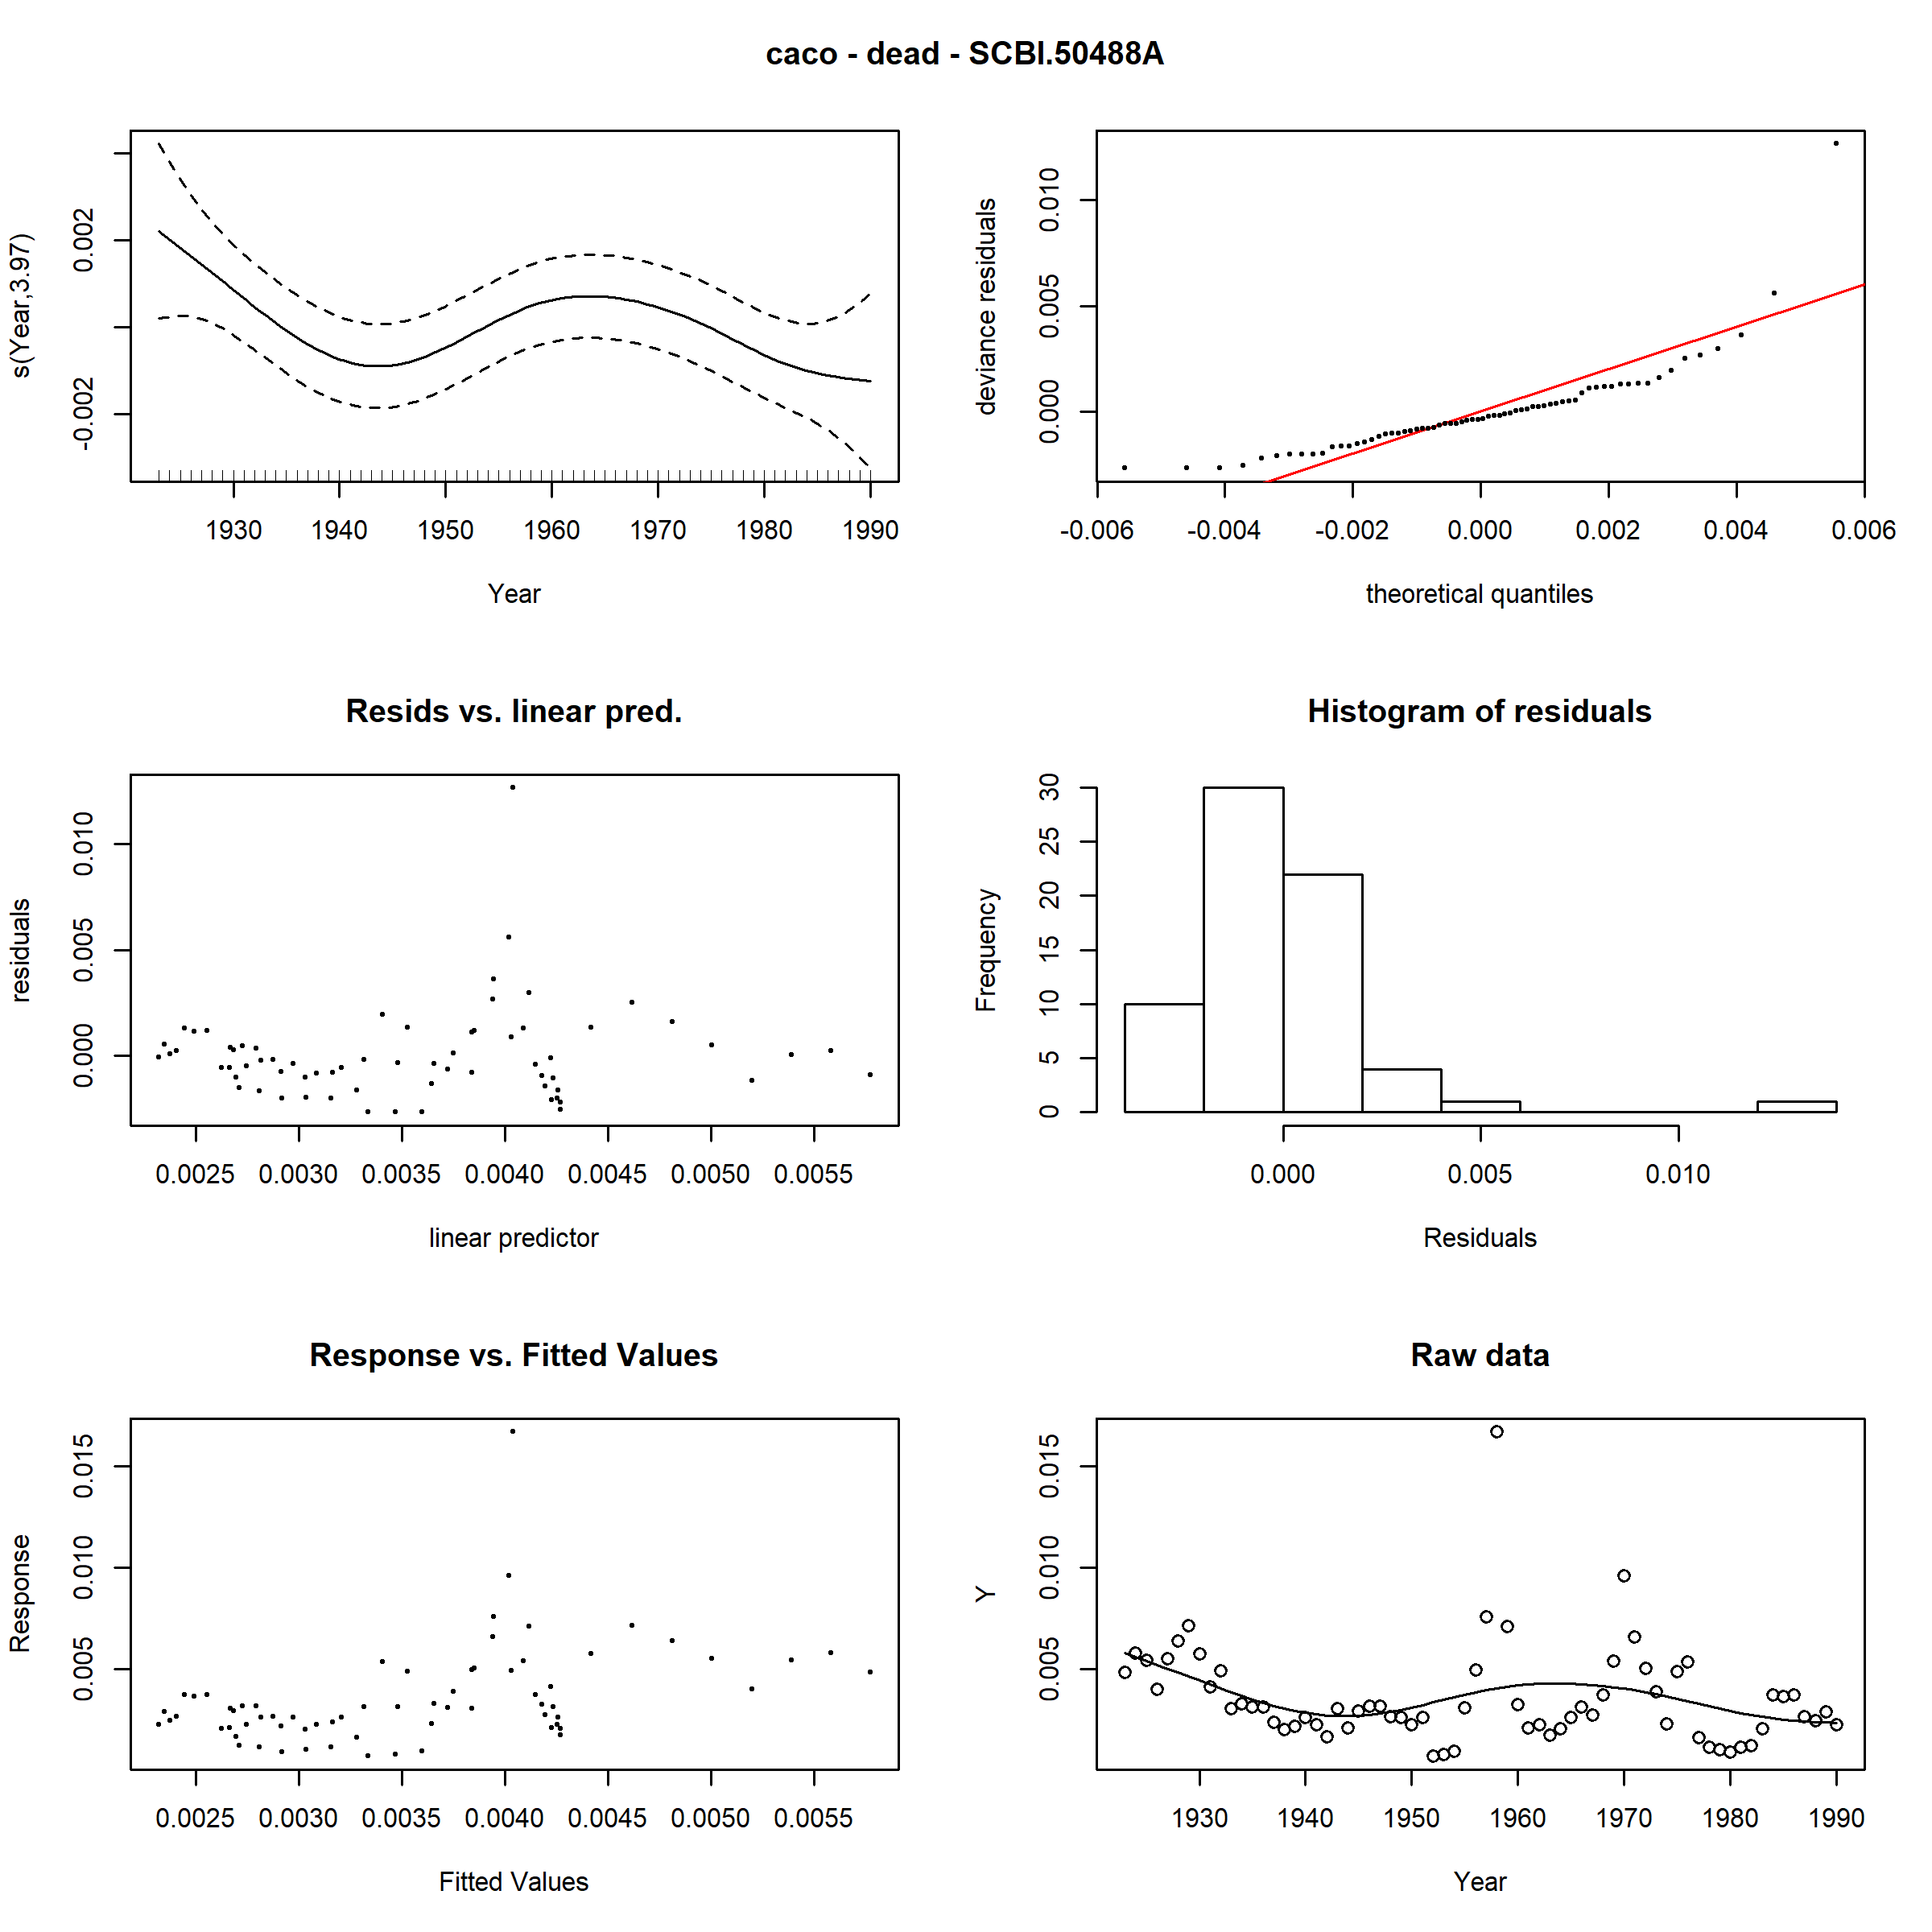 caco - dead - SCBI.50488A
s(Year,3.97)
-0.002 0.002
1930 1940 1950 1960 1970 1980 1990
Year
deviance residuals
0.000 0.005 0.010
-0.006 -0.004 -0.002 0.000 0.002 0.004 0.006
theoretical quantiles
Resids vs. linear pred.
residuals
0.000 0.005 0.010
0.0025 0.0030 0.0035 0.0040 0.0045 0.0050 0.0055
linear predictor
Histogram of residuals
Frequency
0 5 10 15 20 25 30
0.000 0.005 0.010
Residuals
Response vs. Fitted Values
Response
0.005 0.010 0.015
0.0025 0.0030 0.0035 0.0040 0.0045 0.0050 0.0055
Fitted Values
Raw data
Y
0.005 0.010 0.015
1930 1940 1950 1960 1970 1980 1990
Year